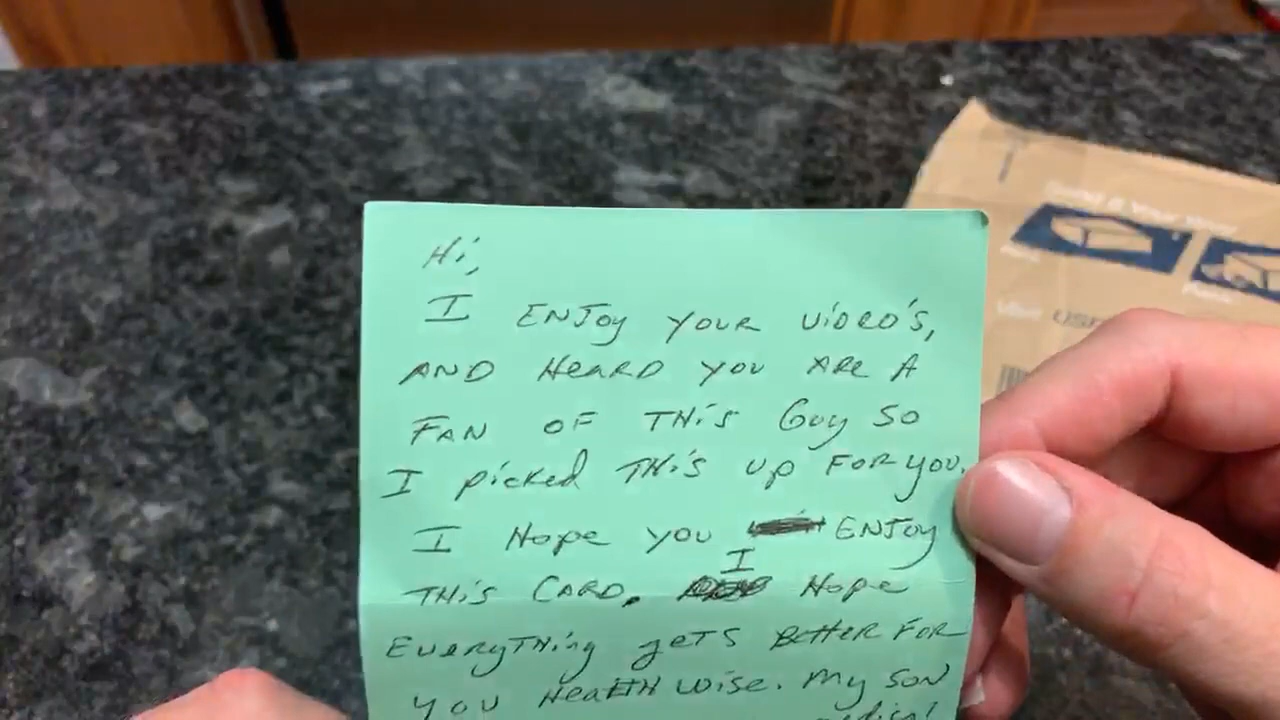 Hi,
I ENJOY YOUR VIDEO'S,
AND HEARD YOU ARE A
FAN OF THIS GUY SO
I picked THIS UP FOR YOU.
I HOPE YOU ENJOY
THIS CARD. I HOPE
EVERYTHING GETS BETTER FOR
YOU HEALTH WISE. MY SON